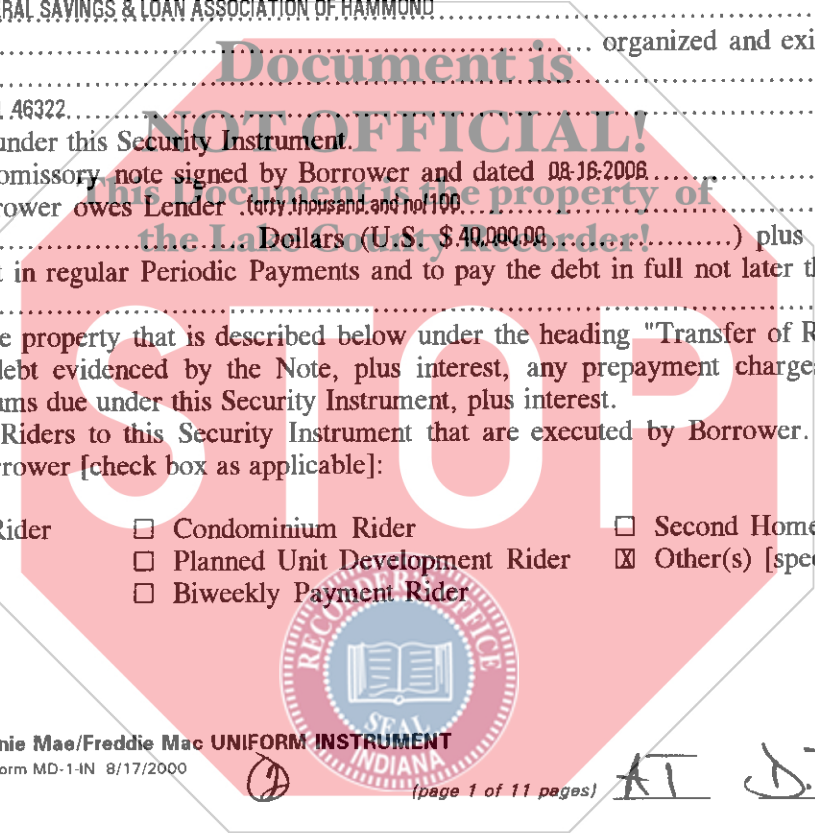 RAL SAVINGS & LOAN ASSOCIATION OF HAMMOND
organized and exi
Document is
46322
NOT OFFICIAL!
under this Security Instrument.
omissory note signed by Borrower and dated 08-16-2006
This Document is the property of
rower owes Lender forty thousand and no/100
the Lake County Recorder!
Dollars (U.S. $ 40,000.00) plus
t in regular Periodic Payments and to pay the debt in full not later th
e property that is described below under the heading "Transfer of R
debt evidenced by the Note, plus interest, any prepayment charge
ums due under this Security Instrument, plus interest.
Riders to this Security Instrument that are executed by Borrower.
rrower [check box as applicable]:
STOP
Rider ☐ Condominium Rider ☐ Second Home
☐ Planned Unit Development Rider ☒ Other(s) [spe
☐ Biweekly Payment Rider
RECORDER'S OFFICE
SEAL
INDIANA
nie Mae/Freddie Mac UNIFORM INSTRUMENT
orm MD-1-IN 8/17/2000
(page 1 of 11 pages) AT D.